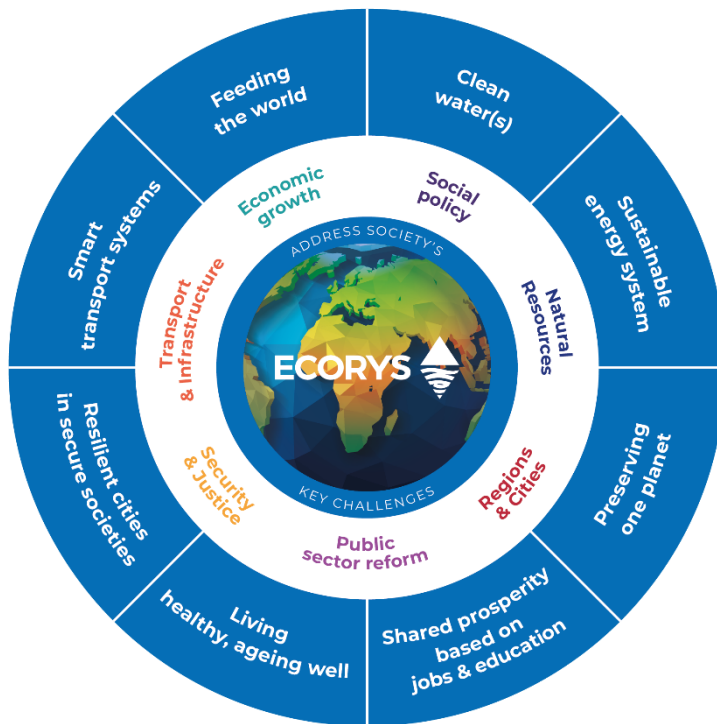 Feeding
the world
Clean
water(s)
Sustainable
energy system
Preserving
one planet
Shared prosperity
based on
jobs & education
Living
healthy, ageing well
Resilient cities
in secure societies
Smart
transport systems
Economic
growth
Social
policy
Natural
Resources
Regions
& Cities
Public
sector reform
Security
& Justice
Transport
& Infrastructure
ADDRESS SOCIETY'S
ECORYS
KEY CHALLENGES